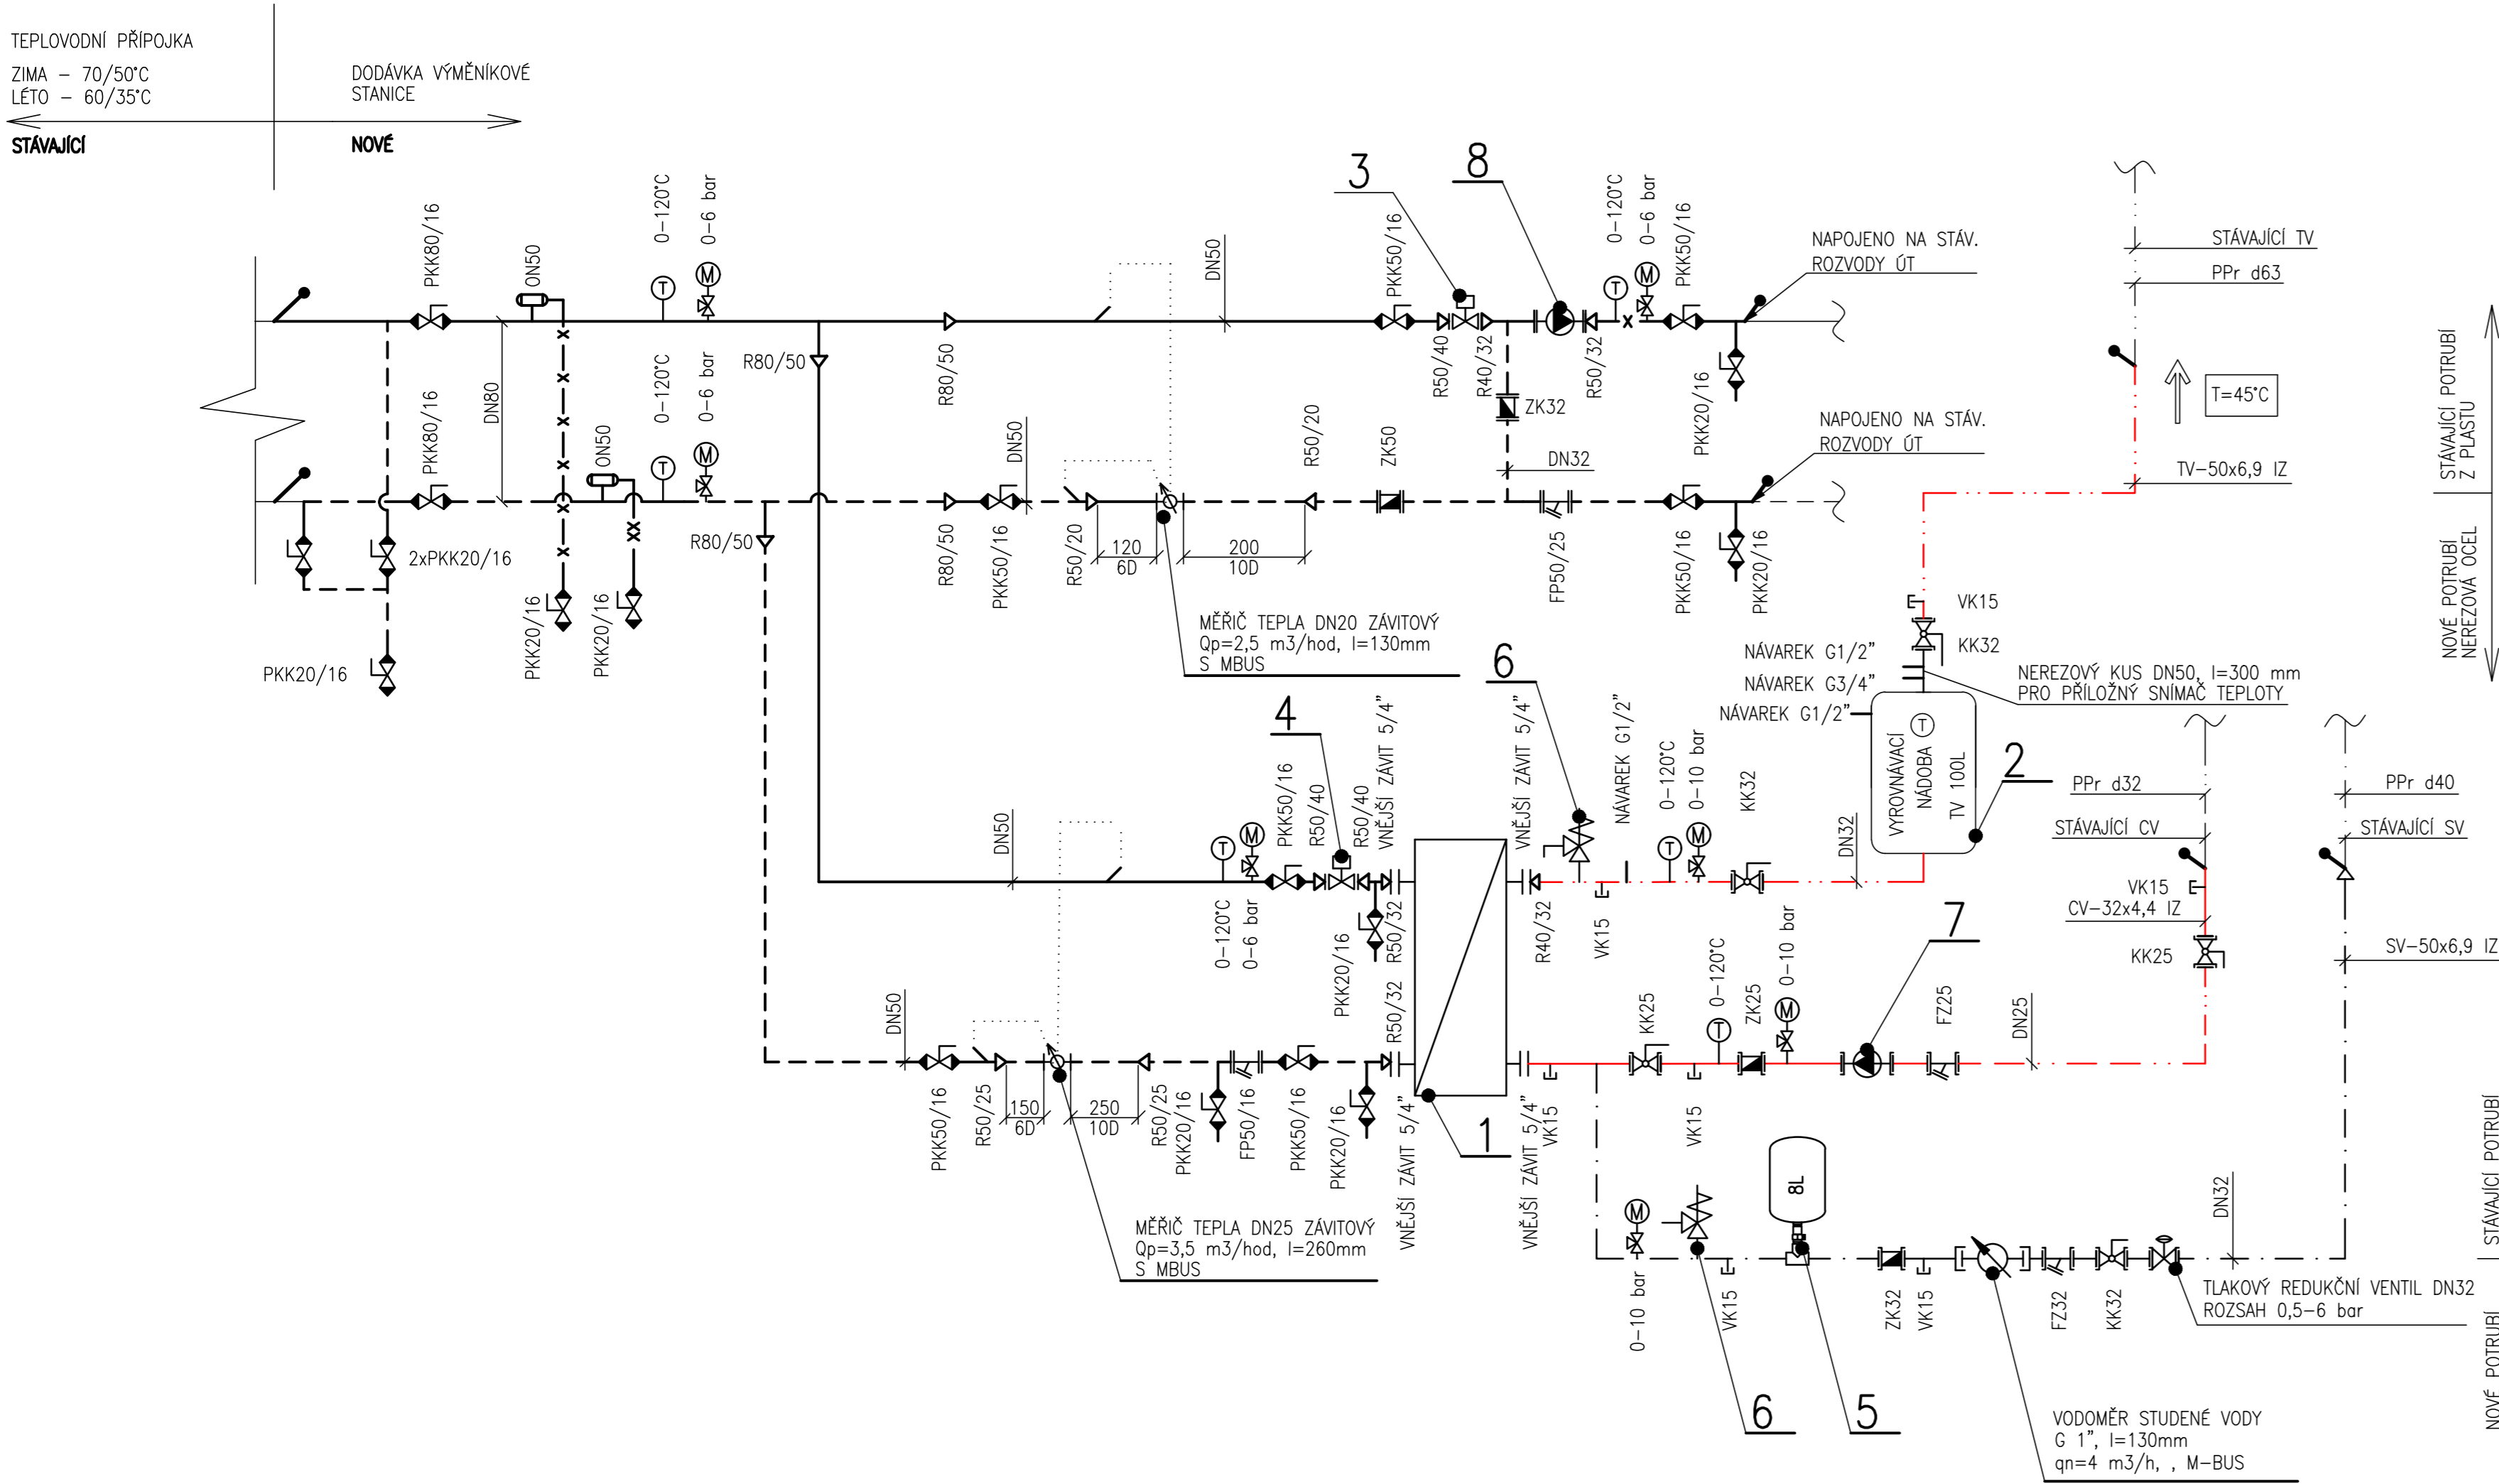 TEPLOVODNÍ PŘÍPOJKA
ZIMA – 70/50°C
LÉTO – 60/35°C
STÁVAJÍCÍ
DODÁVKA VÝMĚNÍKOVÉ
STANICE
NOVÉ
PKK80/16
ON50
0–120°C
0–6 bar
R80/50
R80/50
DN50
3
8
PKK50/16
R50/40
R40/32
R50/32
0–120°C
0–6 bar
PKK50/16
PKK20/16
NAPOJENO NA STÁV.
ROZVODY ÚT
ZK32
DN32
DN80
PKK80/16
ON50
0–120°C
0–6 bar
R80/50
R80/50
PKK50/16
DN50
R50/20
120
6D
200
10D
R50/20
ZK50
FP50/25
PKK50/16
PKK20/16
NAPOJENO NA STÁV.
ROZVODY ÚT
2xPKK20/16
PKK20/16
PKK20/16
PKK20/16
MĚŘIČ TEPLA DN20 ZÁVITOVÝ
Qp=2,5 m3/hod, l=130mm
S MBUS
STÁVAJÍCÍ TV
PPr d63
T=45°C
TV–50x6,9 IZ
STÁVAJÍCÍ POTRUBÍ
Z PLASTU
NOVÉ POTRUBÍ
NEREZOVÁ OCEL
VK15
KK32
NÁVAREK G1/2"
NÁVAREK G3/4"
NÁVAREK G1/2"
NEREZOVÝ KUS DN50, l=300 mm
PRO PŘÍLOŽNÝ SNÍMAČ TEPLOTY
VYROVNÁVACÍ
NÁDOBA
TV 100L
T
2
DN50
0–120°C
0–6 bar
PKK50/16
R50/40
4
R50/40
PKK20/16
VNĚJŠÍ ZÁVIT 5/4"
R50/32
VNĚJŠÍ ZÁVIT 5/4"
R40/32
6
VK15
NÁVAREK G1/2"
0–120°C
0–10 bar
KK32
DN32
PPr d32
STÁVAJÍCÍ CV
VK15
CV–32x4,4 IZ
KK25
PPr d40
STÁVAJÍCÍ SV
SV–50x6,9 IZ
DN50
PKK50/16
R50/25
150
6D
250
10D
R50/25
PKK20/16
FP50/16
PKK50/16
PKK20/16
R50/32
VNĚJŠÍ ZÁVIT 5/4"
1
VNĚJŠÍ ZÁVIT 5/4"
VK15
KK25
VK15
0–120°C
ZK25
0–10 bar
7
FZ25
DN25
MĚŘIČ TEPLA DN25 ZÁVITOVÝ
Qp=3,5 m3/hod, l=260mm
S MBUS
0–10 bar
6
VK15
8L
5
ZK32
VK15
FZ32
KK32
DN32
TLAKOVÝ REDUKČNÍ VENTIL DN32
ROZSAH 0,5–6 bar
VODOMĚR STUDENÉ VODY
G 1", l=130mm
qn=4 m3/h, , M–BUS
STÁVAJÍCÍ POTRUBÍ
NOVÉ POTRUBÍ